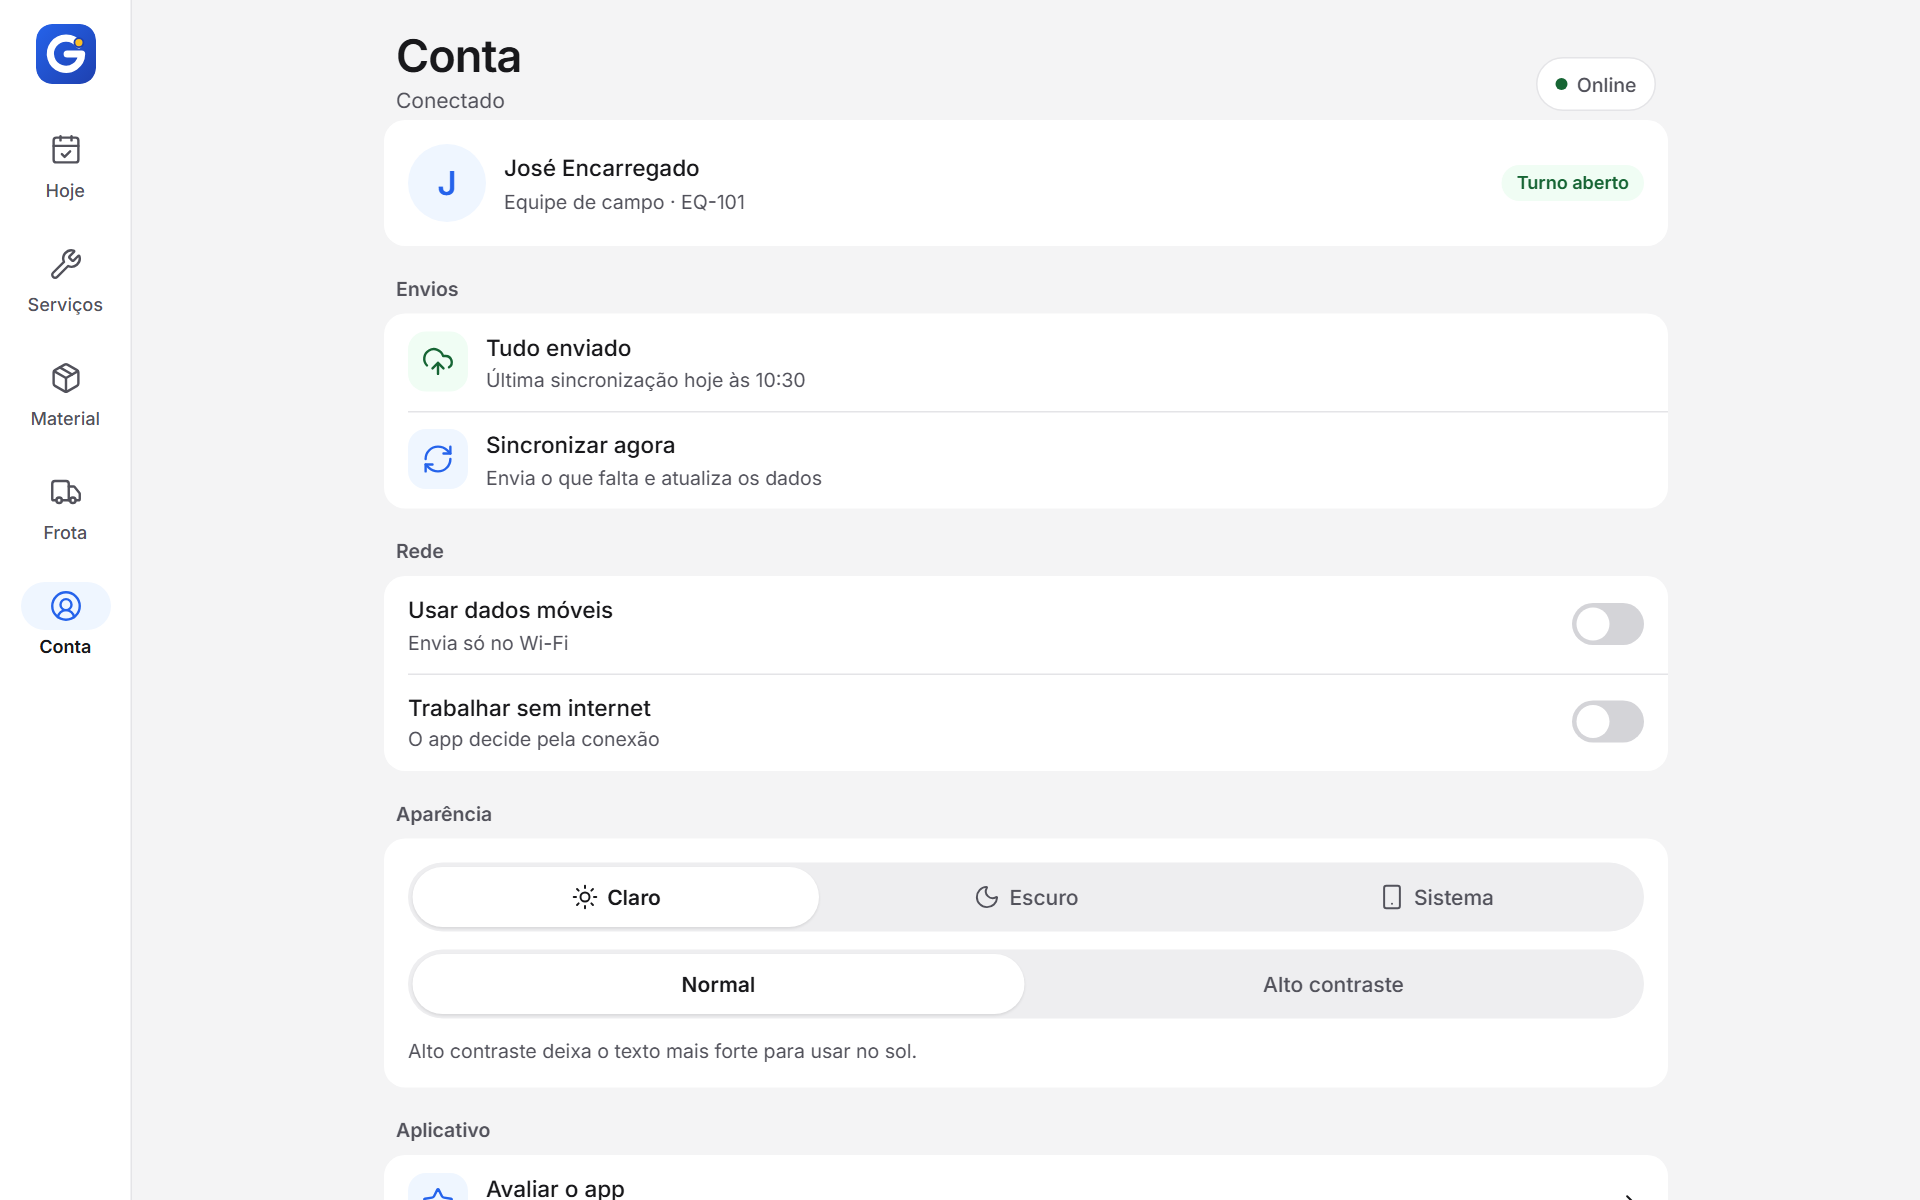 Conta
Conectado
Online
Hoje
Serviços
Material
Frota
Conta
J
José Encarregado
Equipe de campo · EQ-101
Turno aberto
Envios
Tudo enviado
Última sincronização hoje às 10:30
Sincronizar agora
Envia o que falta e atualiza os dados
Rede
Usar dados móveis
Envia só no Wi-Fi
Trabalhar sem internet
O app decide pela conexão
Aparência
Claro
Escuro
Sistema
Normal
Alto contraste
Alto contraste deixa o texto mais forte para usar no sol.
Aplicativo
Avaliar o app